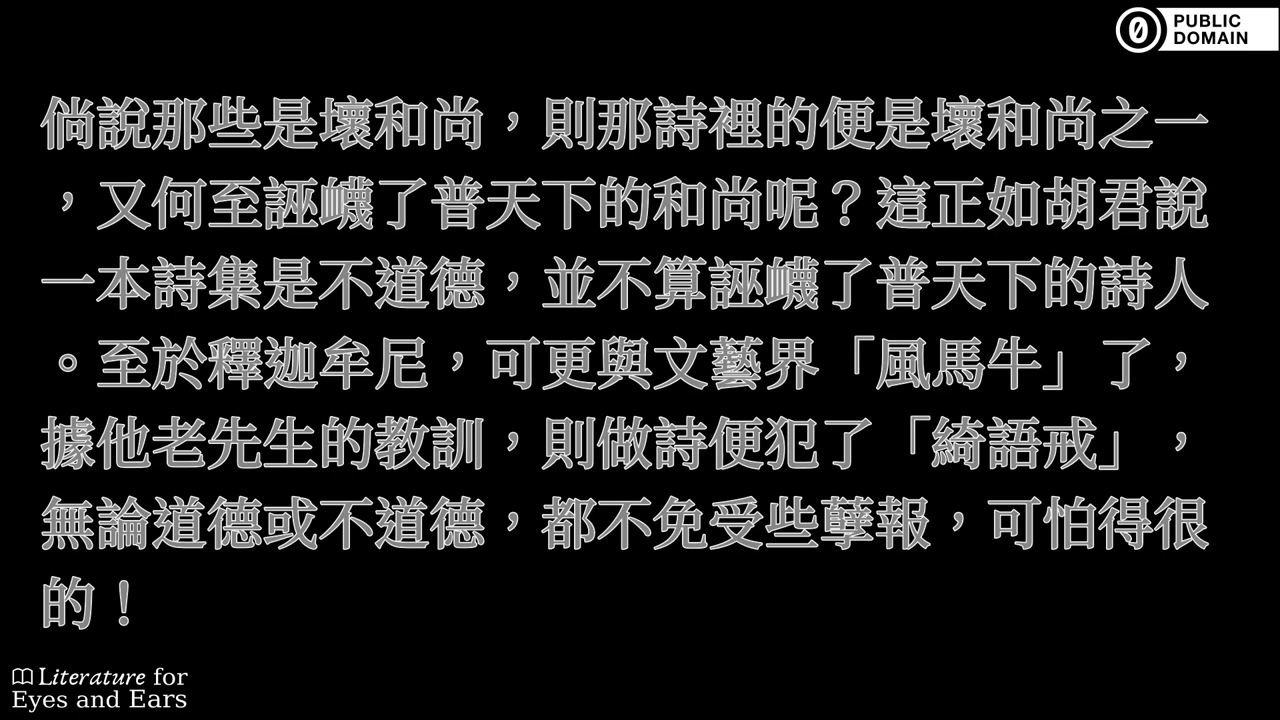 PUBLIC
DOMAIN
倘說那些是壞和尚，則那詩裡的便是壞和尚之一
，又何至誣衊了普天下的和尚呢？這正如胡君說
一本詩集是不道德，並不算誣衊了普天下的詩人
。至於釋迦牟尼，可更與文藝界「風馬牛」了，
據他老先生的教訓，則做詩便犯了「綺語戒」，
無論道德或不道德，都不免受些孽報，可怕得很
的！
Literature for
Eyes and Ears